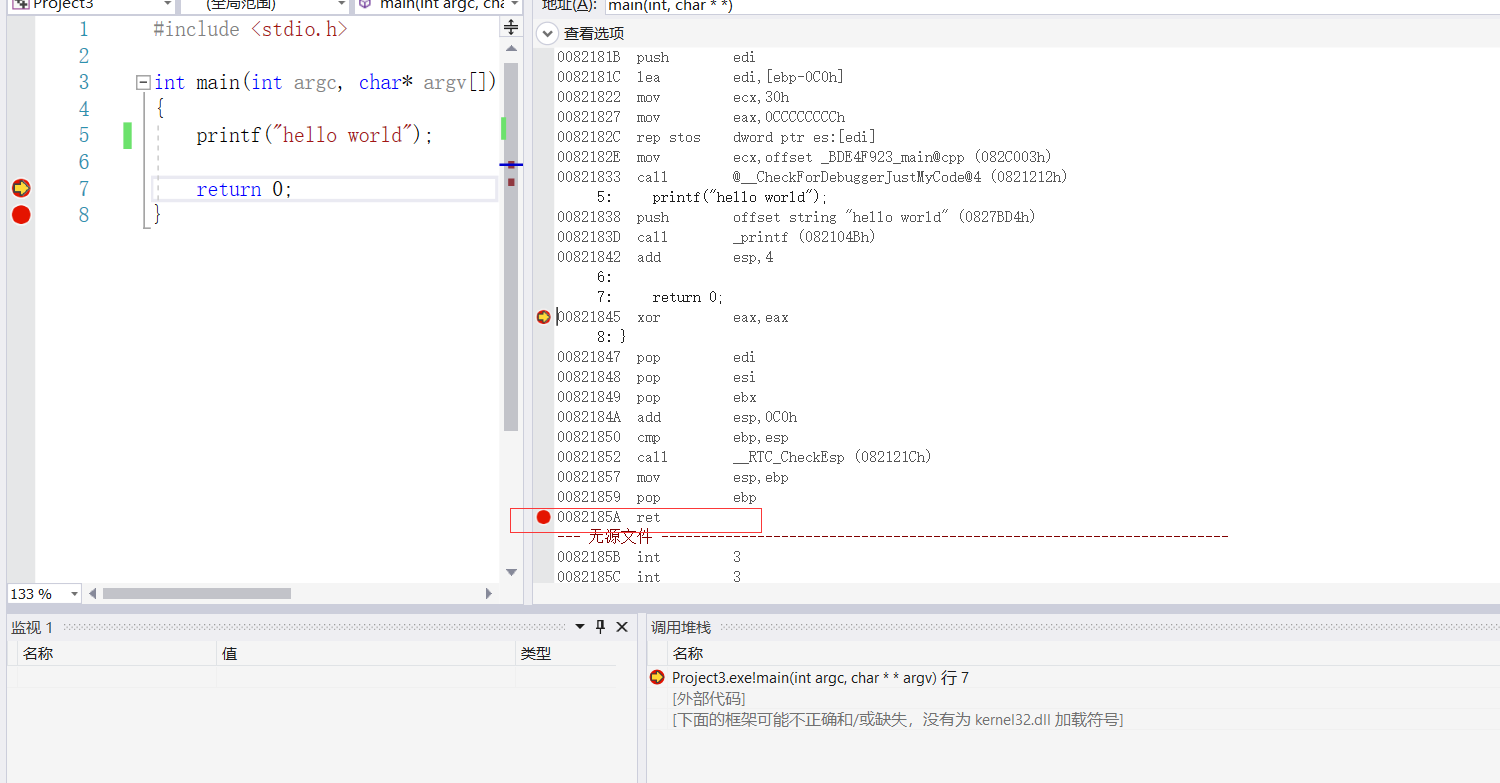 Project3
(全局范围)
main(int argc, cha
1 #include <stdio.h>
2
3 int main(int argc, char* argv[])
4 {
5 printf("hello world");
6
7 return 0;
8 }
133 %
地址(A): main(int, char * *)
查看选项
0082181B push edi
0082181C lea edi,[ebp-0C0h]
00821822 mov ecx,30h
00821827 mov eax,0CCCCCCCCh
0082182C rep stos dword ptr es:[edi]
0082182E mov ecx,offset _BDE4F923_main@cpp (082C003h)
00821833 call @__CheckForDebuggerJustMyCode@4 (0821212h)
5: printf("hello world");
00821838 push offset string "hello world" (0827BD4h)
0082183D call _printf (082104Bh)
00821842 add esp,4
6:
7: return 0;
00821845 xor eax,eax
8: }
00821847 pop edi
00821848 pop esi
00821849 pop ebx
0082184A add esp,0C0h
00821850 cmp ebp,esp
00821852 call __RTC_CheckEsp (082121Ch)
00821857 mov esp,ebp
00821859 pop ebp
0082185A ret
--- 无源文件 -----------------------------------------------------------------------
0082185B int 3
0082185C int 3
监视 1
名称 值 类型
调用堆栈
名称
Project3.exe!main(int argc, char * * argv) 行 7
[外部代码]
[下面的框架可能不正确和/或缺失，没有为 kernel32.dll 加载符号]